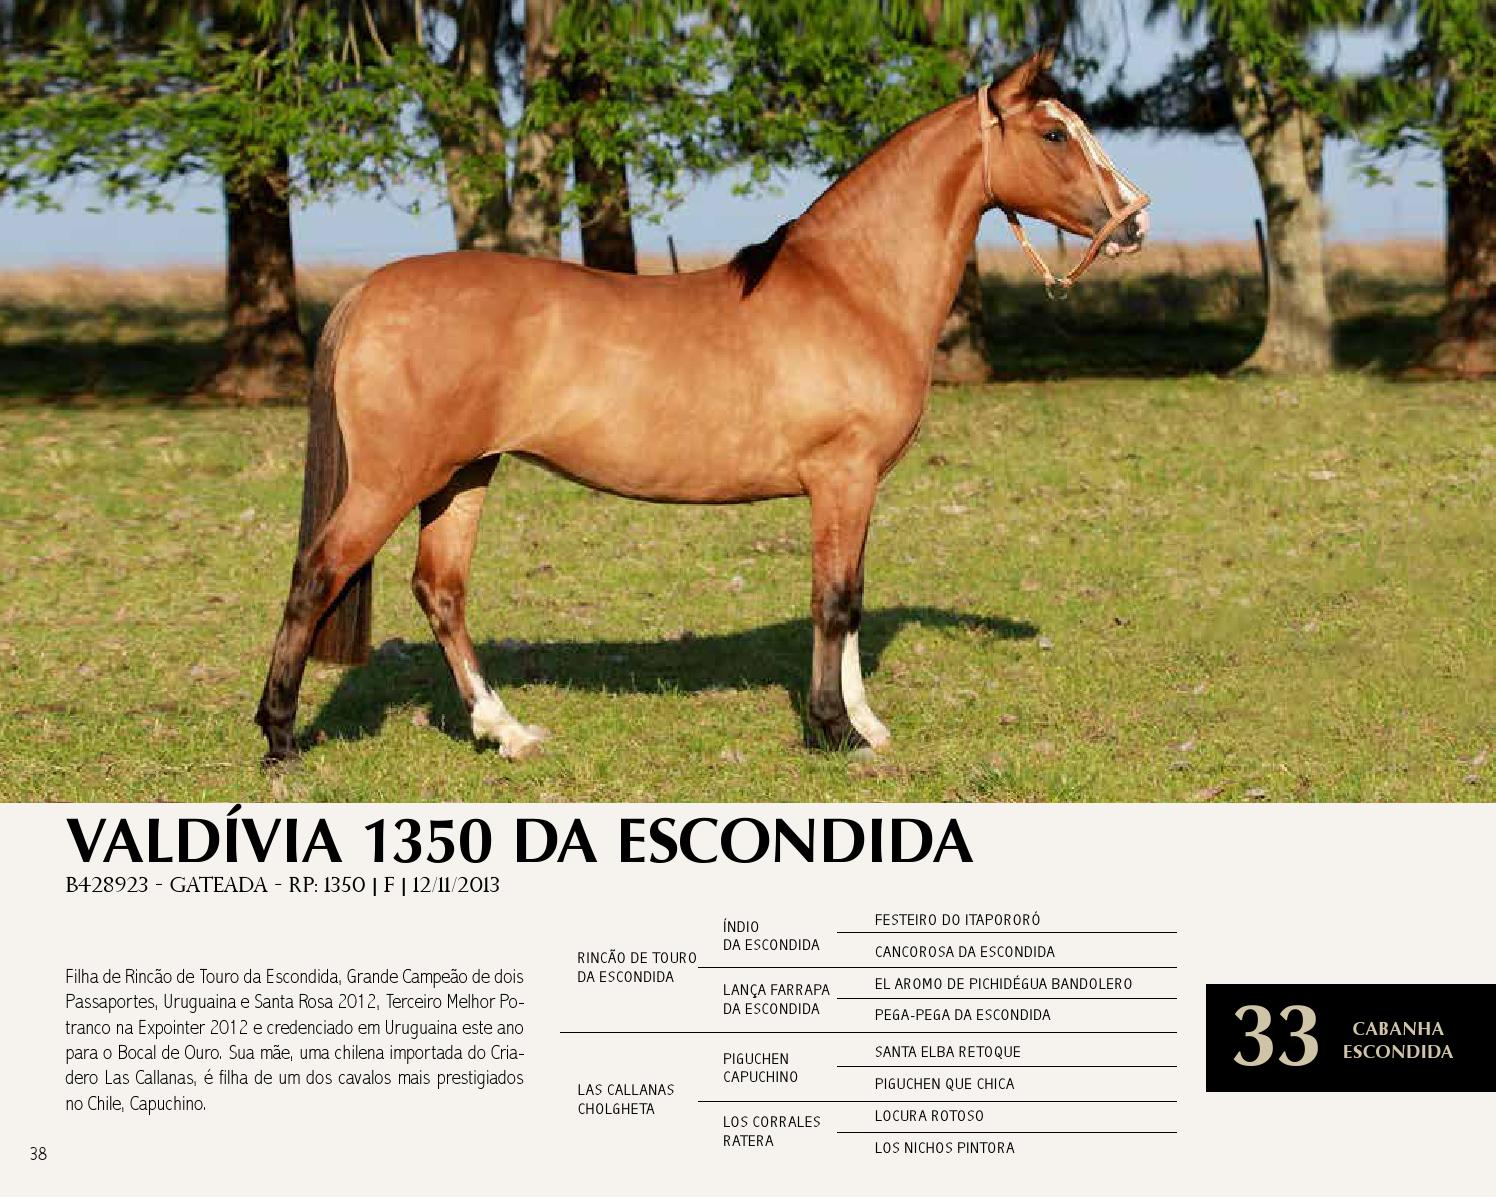 VALDÍVIA 1350 DA ESCONDIDA
B428923 - GATEADA - RP: 1350 | F | 12/11/2013
Filha de Rincão de Touro da Escondida, Grande Campeão de dois
Passaportes, Uruguaina e Santa Rosa 2012, Terceiro Melhor Po-
tranco na Expointer 2012 e credenciado em Uruguaina este ano
para o Bocal de Ouro. Sua mãe, uma chilena importada do Cria-
dero Las Callanas, é filha de um dos cavalos mais prestigiados
no Chile, Capuchino.
RINCÃO DE TOURO
DA ESCONDIDA
LAS CALLANAS
CHOLGHETA
ÍNDIO
DA ESCONDIDA
LANÇA FARRAPA
DA ESCONDIDA
PIGUCHEN
CAPUCHINO
LOS CORRALES
RATERA
FESTEIRO DO ITAPORORÓ
CANCOROSA DA ESCONDIDA
EL AROMO DE PICHIDÉGUA BANDOLERO
PEGA-PEGA DA ESCONDIDA
SANTA ELBA RETOQUE
PIGUCHEN QUE CHICA
LOCURA ROTOSO
LOS NICHOS PINTORA
33
CABANHA
ESCONDIDA
38